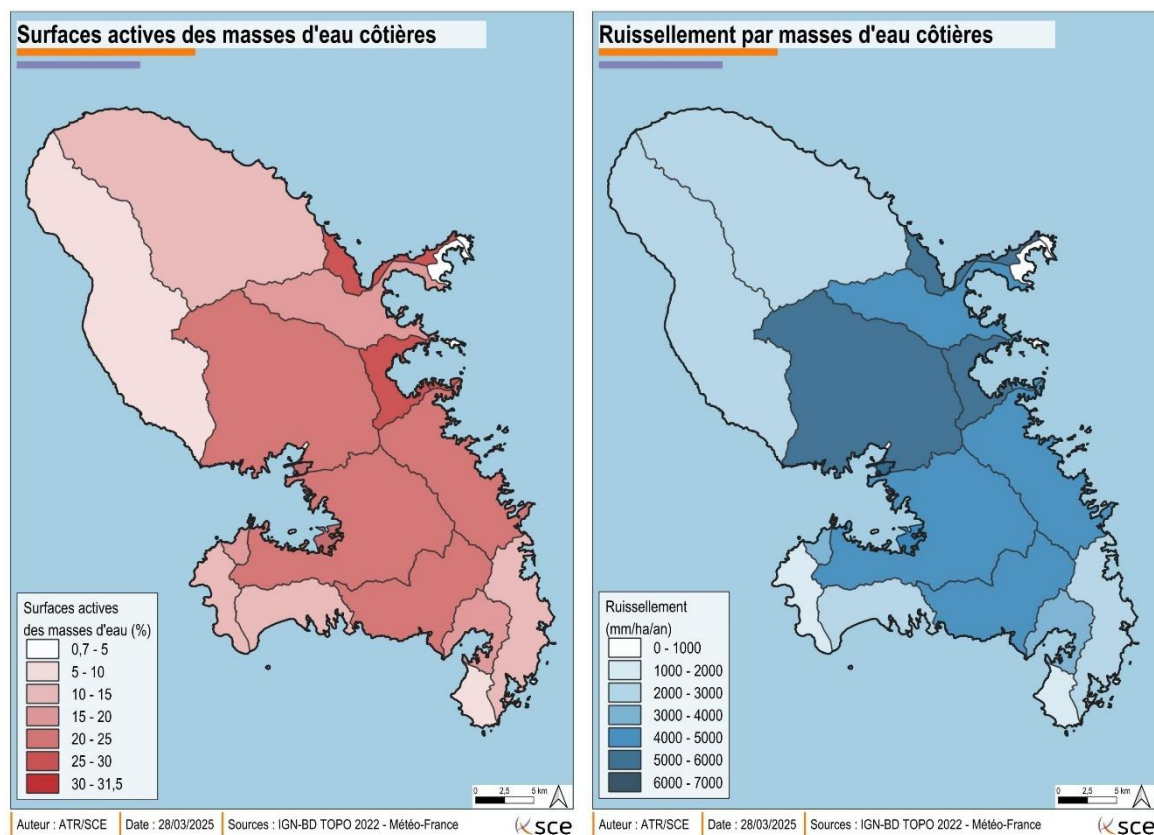 Surfaces actives des masses d'eau côtières
Surfaces actives
des masses d'eau (%)
0,7 - 5
5 - 10
10 - 15
15 - 20
20 - 25
25 - 30
30 - 31,5
0 2,5 5 km
Auteur : ATR/SCE Date : 28/03/2025 Sources : IGN-BD TOPO 2022 - Météo-France sce
Ruissellement par masses d'eau côtières
Ruissellement
(mm/ha/an)
0 - 1000
1000 - 2000
2000 - 3000
3000 - 4000
4000 - 5000
5000 - 6000
6000 - 7000
0 2,5 5 km
Auteur : ATR/SCE Date : 28/03/2025 Sources : IGN-BD TOPO 2022 - Météo-France sce